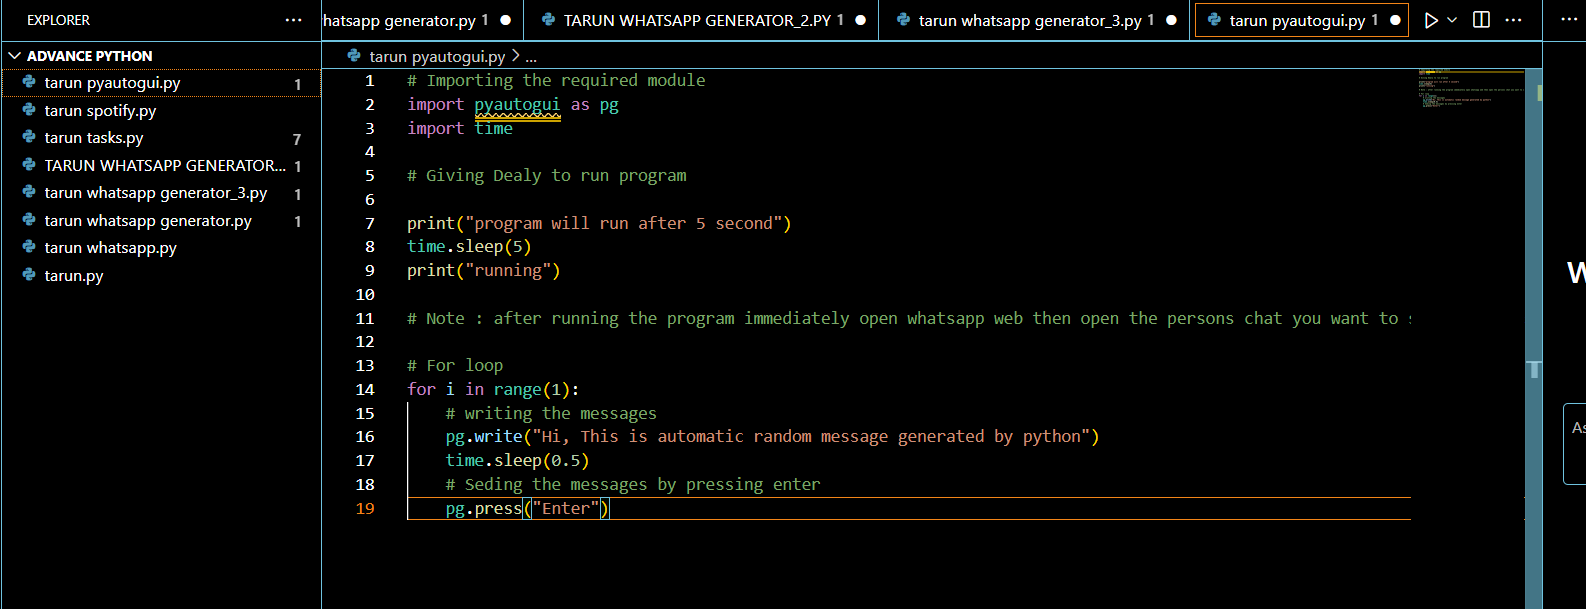 EXPLORER ...
hatsapp generator.py 1
TARUN WHATSAPP GENERATOR_2.PY 1
tarun whatsapp generator_3.py 1
tarun pyautogui.py 1
...
...
ADVANCE PYTHON
tarun pyautogui.py 1
tarun spotify.py
tarun tasks.py 7
TARUN WHATSAPP GENERATOR... 1
tarun whatsapp generator_3.py 1
tarun whatsapp generator.py 1
tarun whatsapp.py
tarun.py
tarun pyautogui.py > ...
1 # Importing the required module
2 import pyautogui as pg
3 import time
4
5 # Giving Dealy to run program
6
7 print("program will run after 5 second")
8 time.sleep(5)
9 print("running")
10
11 # Note : after running the program immediately open whatsapp web then open the persons chat you want to
12
13 # For loop
14 for i in range(1):
15 # writing the messages
16 pg.write("Hi, This is automatic random message generated by python")
17 time.sleep(0.5)
18 # Seding the messages by pressing enter
19 pg.press("Enter")
W
As